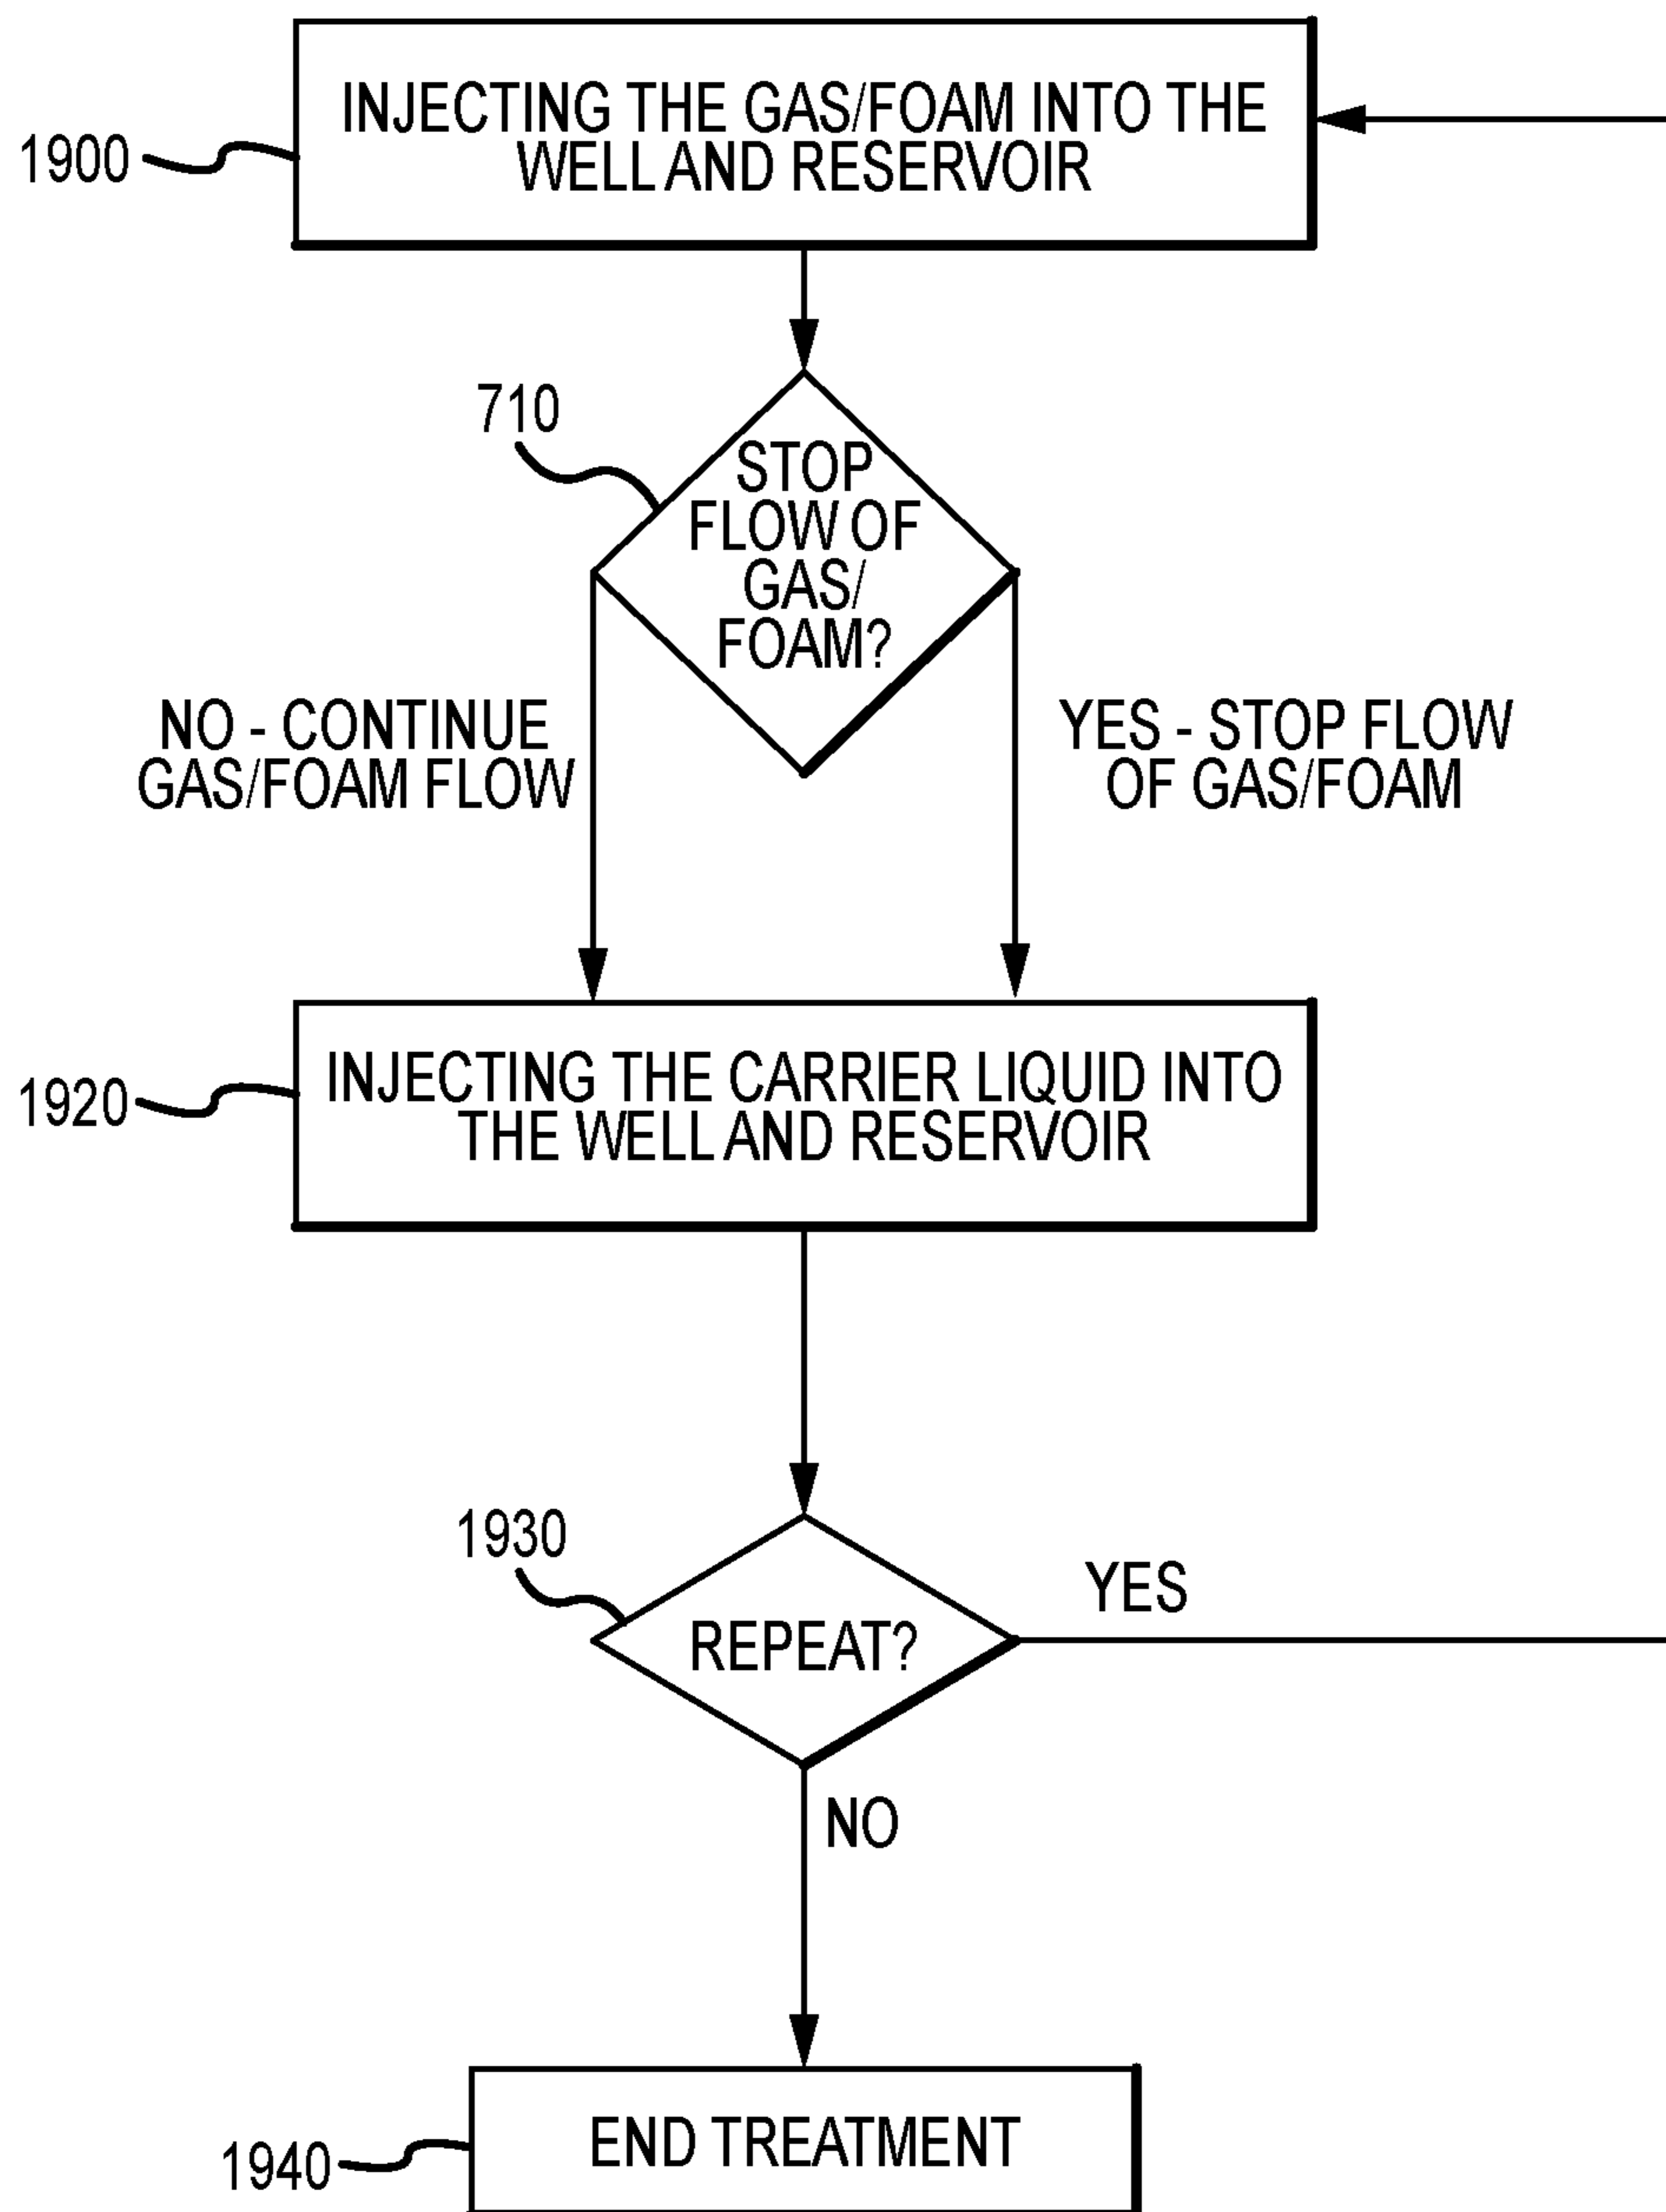 INJECTING THE GAS/FOAM INTO THE
WELL AND RESERVOIR
1900
710
STOP
FLOW OF
GAS/
FOAM?
NO - CONTINUE
GAS/FOAM FLOW
YES - STOP FLOW
OF GAS/FOAM
INJECTING THE CARRIER LIQUID INTO
THE WELL AND RESERVOIR
1920
1930
REPEAT?
YES
NO
END TREATMENT
1940